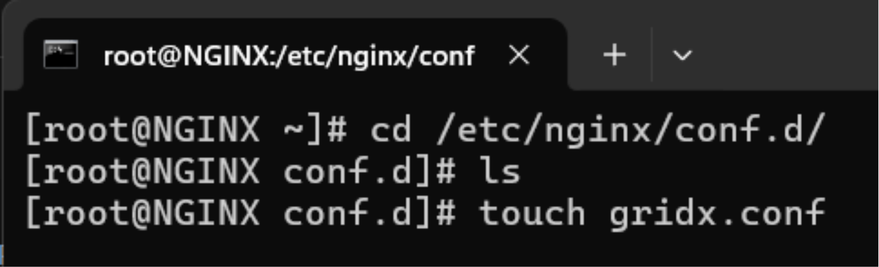 root@NGINX:/etc/nginx/conf
[root@NGINX ~]# cd /etc/nginx/conf.d/
[root@NGINX conf.d]# ls
[root@NGINX conf.d]# touch gridx.conf